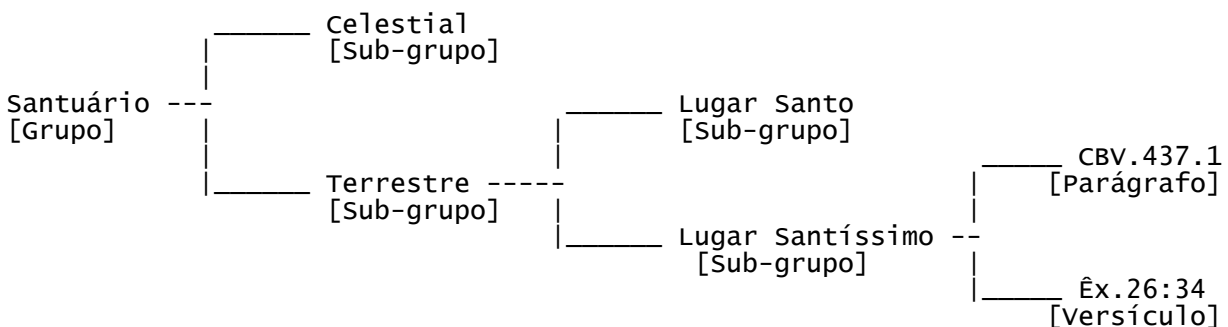 Celestial
[Sub-grupo]
Santuário ---
[Grupo]
Lugar Santo
[Sub-grupo]
CBV.437.1
[Parágrafo]
Terrestre -----
[Sub-grupo]
Lugar Santíssimo --
[Sub-grupo]
Êx.26:34
[Versículo]